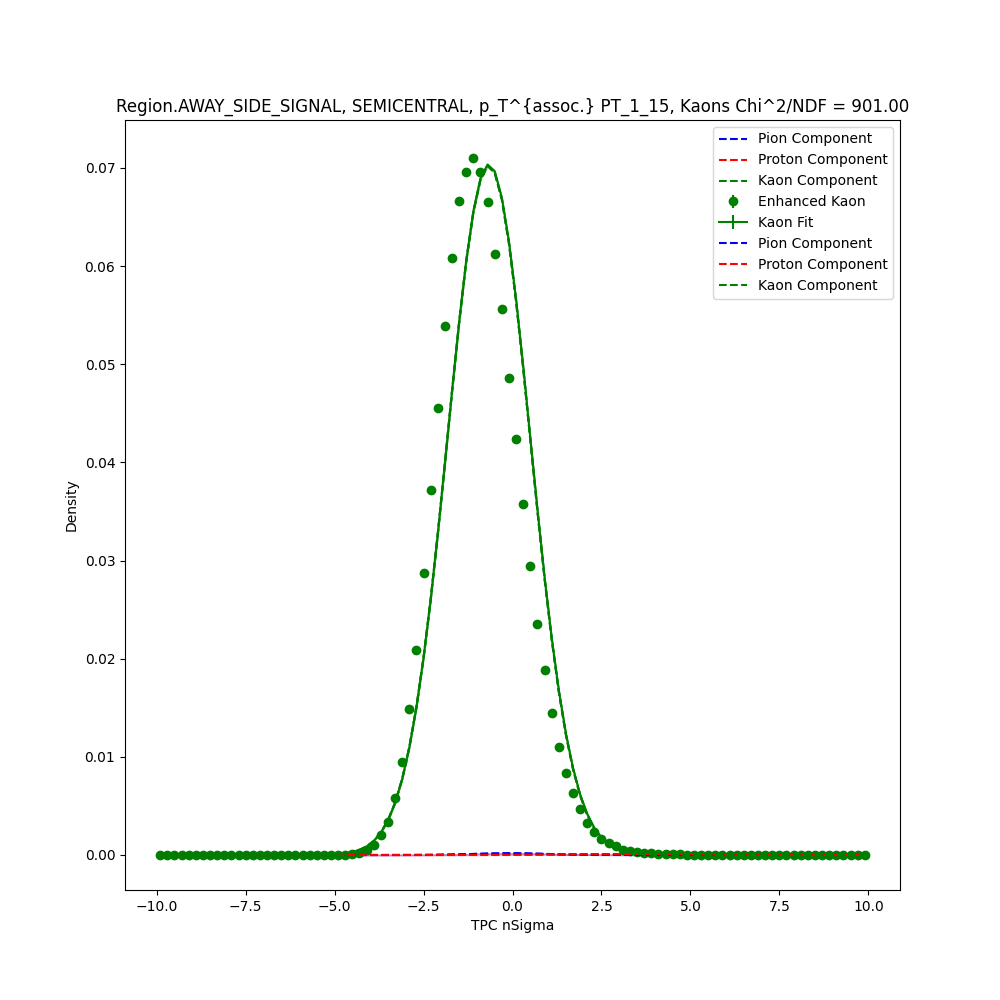 Region.AWAY_SIDE_SIGNAL, SEMICENTRAL, p_T^{assoc.} PT_1_15, Kaons Chi^2/NDF = 901.00
Pion Component
Proton Component
Kaon Component
Enhanced Kaon
Kaon Fit
Pion Component
Proton Component
Kaon Component
0.07
0.06
0.05
0.04
0.03
0.02
0.01
0.00
Density
−10.0 −7.5 −5.0 −2.5 0.0 2.5 5.0 7.5 10.0
TPC nSigma